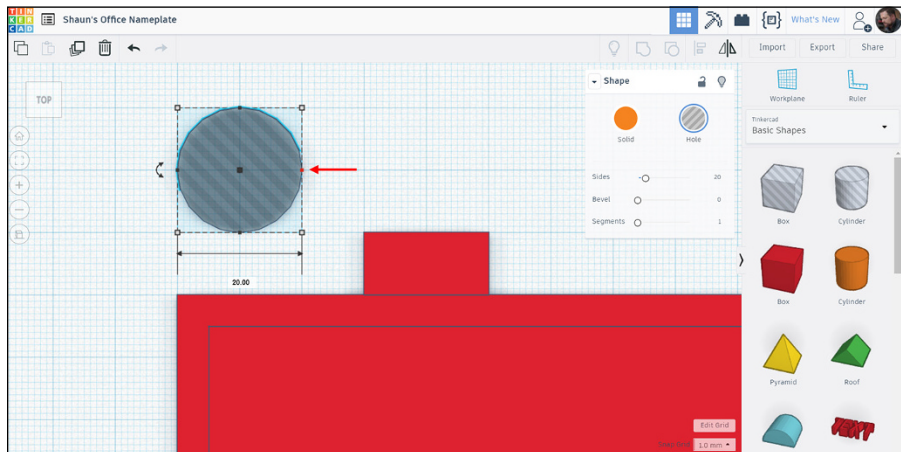 TIN
KER
CAD
Shaun's Office Nameplate
What's New
Import
Export
Share
TOP
Shape
Solid
Hole
Sides
20
Bevel
0
Segments
1
20.00
Workplane
Ruler
Tinkercad
Basic Shapes
Box
Cylinder
Box
Cylinder
Pyramid
Roof
TEXT
Edit Grid
Snap Grid
1.0 mm